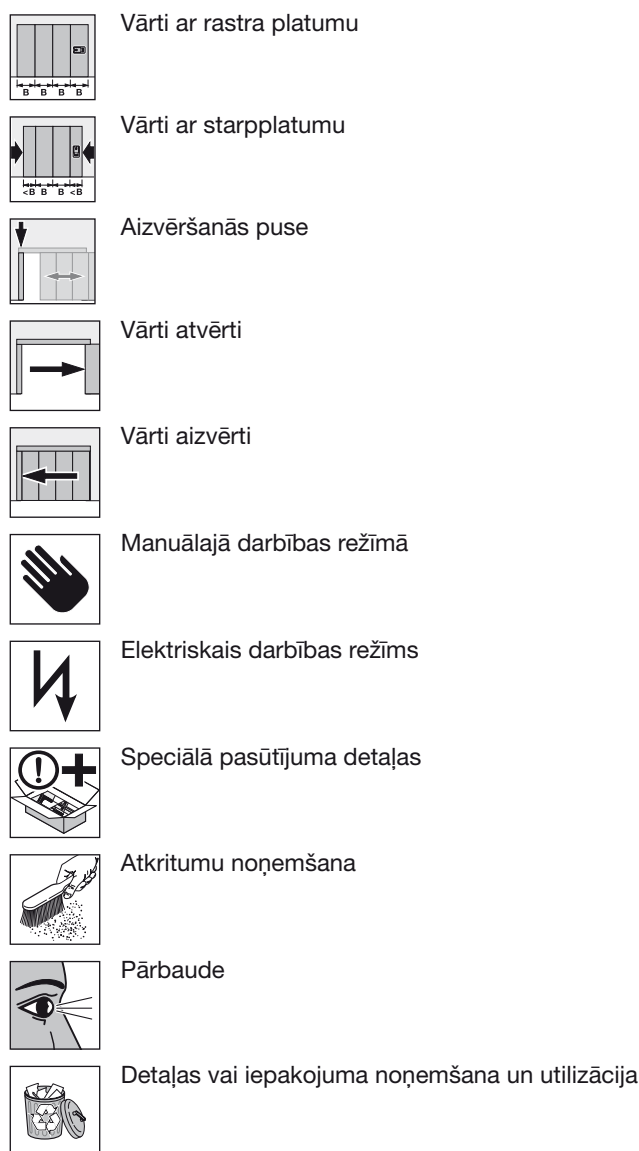 B B B B
Vārti ar rastra platumu
<B B B <B
Vārti ar starpplatumu
Aizvēršanās puse
Vārti atvērti
Vārti aizvērti
Manuālajā darbības režīmā
Elektriskais darbības režīms
Speciālā pasūtījuma detaļas
Atkritumu noņemšana
Pārbaude
Detaļas vai iepakojuma noņemšana un utilizācija